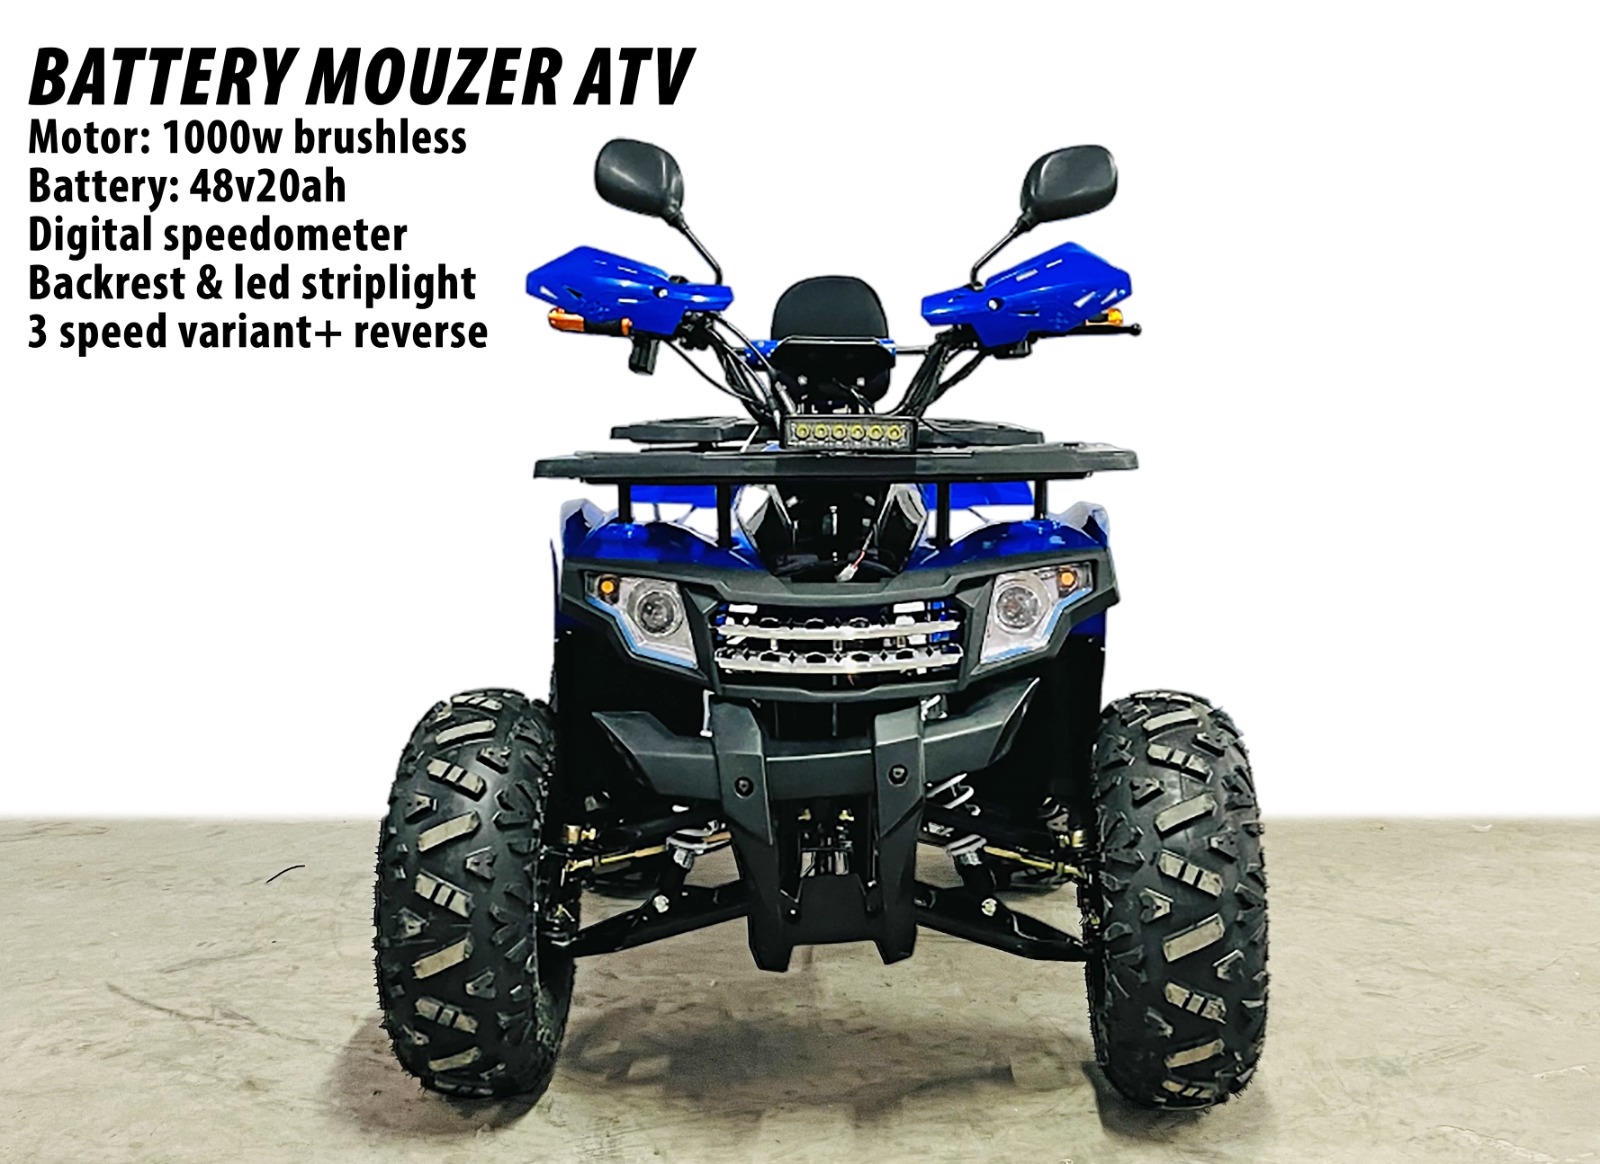 BATTERY MOUZER ATV
Motor: 1000w brushless
Battery: 48v20ah
Digital speedometer
Backrest & led striplight
3 speed variant+ reverse